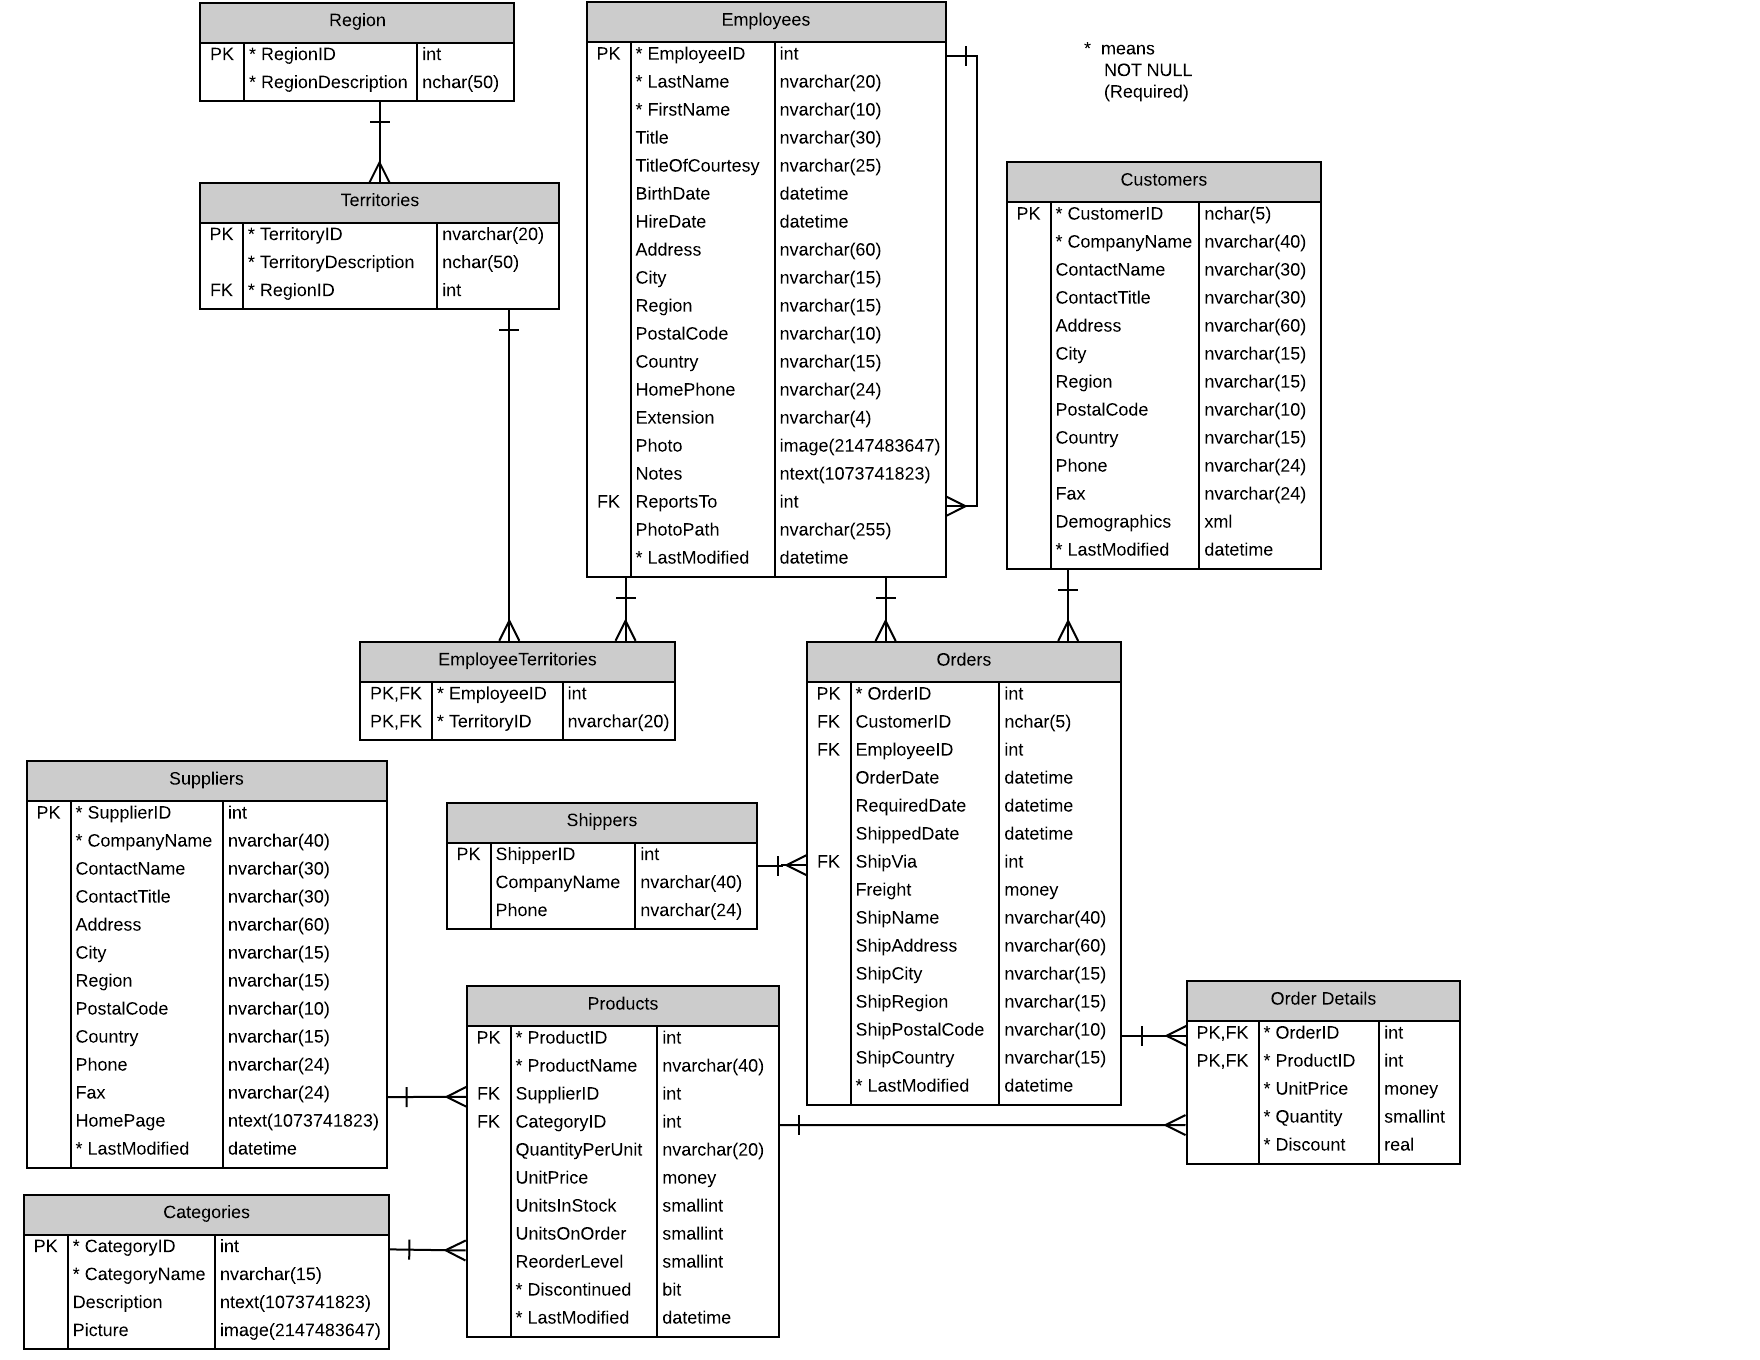 Region
PK * RegionID int
* RegionDescription nchar(50)
Employees
PK * EmployeeID int
* LastName nvarchar(20)
* FirstName nvarchar(10)
Title nvarchar(30)
TitleOfCourtesy nvarchar(25)
BirthDate datetime
HireDate datetime
Address nvarchar(60)
City nvarchar(15)
Region nvarchar(15)
PostalCode nvarchar(10)
Country nvarchar(15)
HomePhone nvarchar(24)
Extension nvarchar(4)
Photo image(2147483647)
Notes ntext(1073741823)
FK ReportsTo int
PhotoPath nvarchar(255)
* LastModified datetime
* means
NOT NULL
(Required)
Territories
PK * TerritoryID nvarchar(20)
* TerritoryDescription nchar(50)
FK * RegionID int
Customers
PK * CustomerID nchar(5)
* CompanyName nvarchar(40)
ContactName nvarchar(30)
ContactTitle nvarchar(30)
Address nvarchar(60)
City nvarchar(15)
Region nvarchar(15)
PostalCode nvarchar(10)
Country nvarchar(15)
Phone nvarchar(24)
Fax nvarchar(24)
Demographics xml
* LastModified datetime
EmployeeTerritories
PK,FK * EmployeeID int
PK,FK * TerritoryID nvarchar(20)
Orders
PK * OrderID int
FK CustomerID nchar(5)
FK EmployeeID int
OrderDate datetime
RequiredDate datetime
ShippedDate datetime
FK ShipVia int
Freight money
ShipName nvarchar(40)
ShipAddress nvarchar(60)
ShipCity nvarchar(15)
ShipRegion nvarchar(15)
ShipPostalCode nvarchar(10)
ShipCountry nvarchar(15)
* LastModified datetime
Suppliers
PK * SupplierID int
* CompanyName nvarchar(40)
ContactName nvarchar(30)
ContactTitle nvarchar(30)
Address nvarchar(60)
City nvarchar(15)
Region nvarchar(15)
PostalCode nvarchar(10)
Country nvarchar(15)
Phone nvarchar(24)
Fax nvarchar(24)
HomePage ntext(1073741823)
* LastModified datetime
Shippers
PK ShipperID int
CompanyName nvarchar(40)
Phone nvarchar(24)
Products
PK * ProductID int
* ProductName nvarchar(40)
FK SupplierID int
FK CategoryID int
QuantityPerUnit nvarchar(20)
UnitPrice money
UnitsInStock smallint
UnitsOnOrder smallint
ReorderLevel smallint
* Discontinued bit
* LastModified datetime
Order Details
PK,FK * OrderID int
PK,FK * ProductID int
* UnitPrice money
* Quantity smallint
* Discount real
Categories
PK * CategoryID int
* CategoryName nvarchar(15)
Description ntext(1073741823)
Picture image(2147483647)